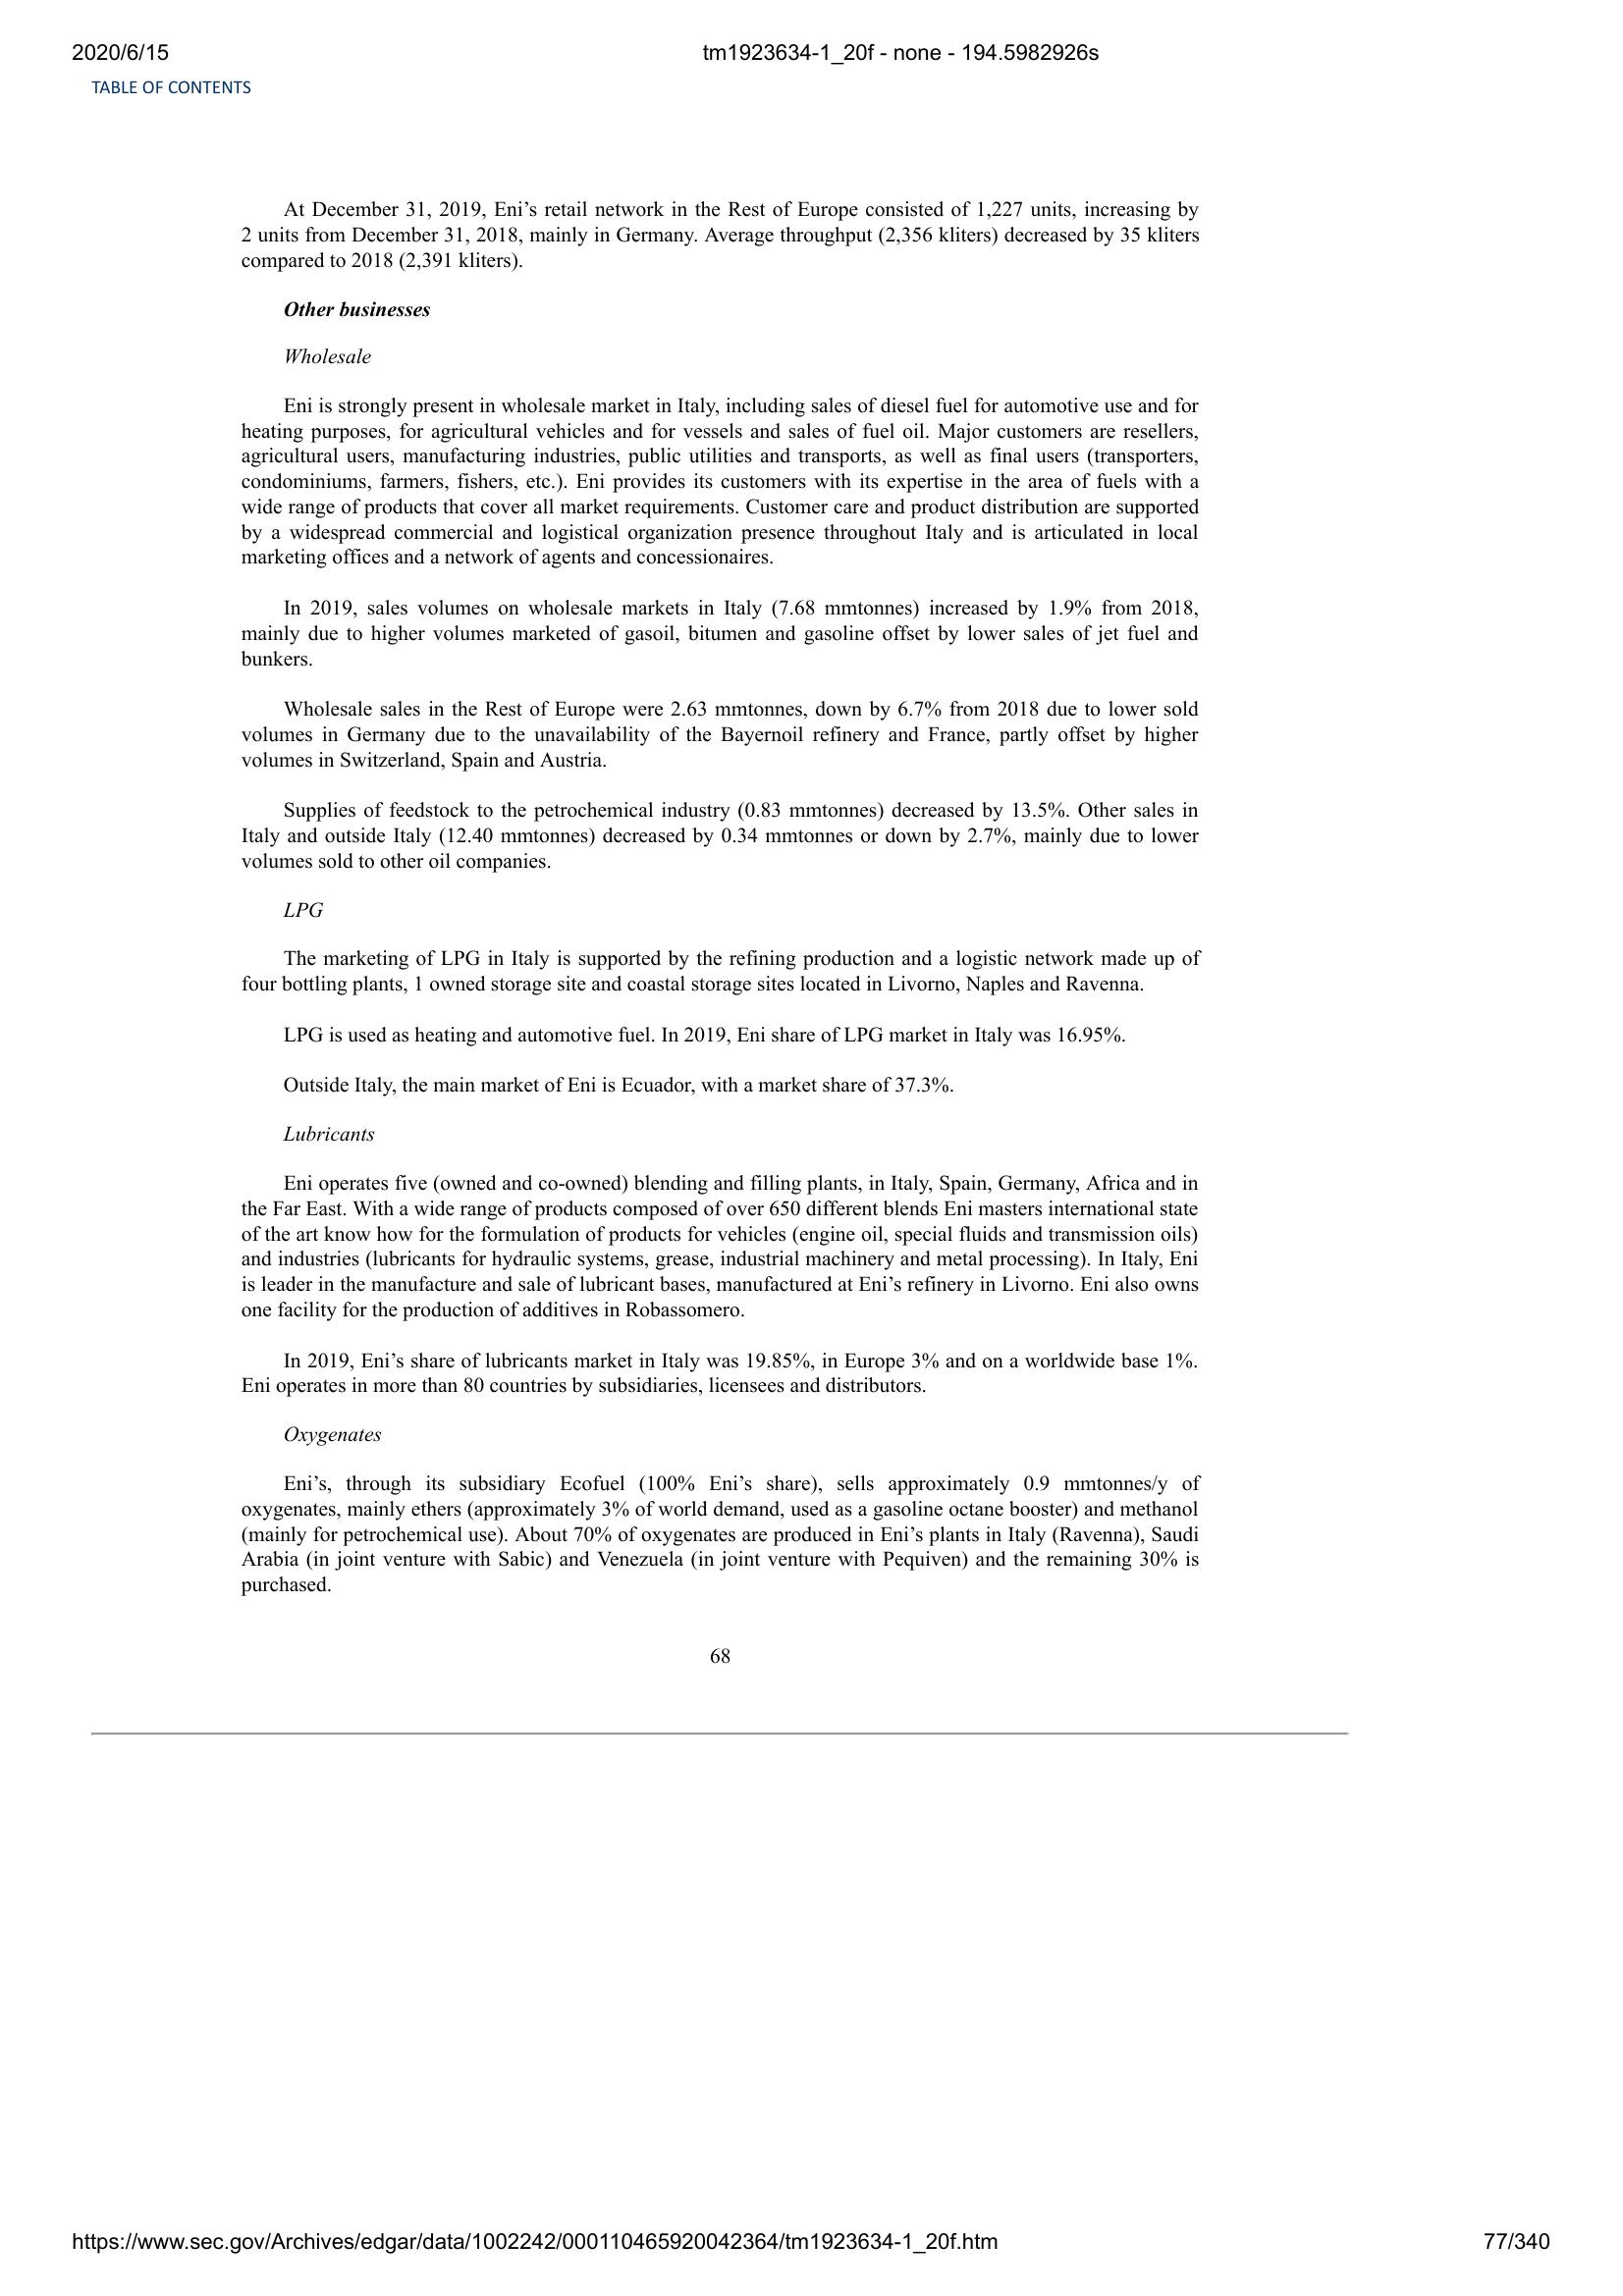 2020/6/15 tm1923634-1_20f - none - 194.5982926s
TABLE OF CONTENTS
At December 31, 2019, Eni’s retail network in the Rest of Europe consisted of 1,227 units, increasing by
2 units from December 31, 2018, mainly in Germany. Average throughput (2,356 kliters) decreased by 35 kliters
compared to 2018 (2,391 kliters).
Other businesses
Wholesale
Eni is strongly present in wholesale market in Italy, including sales of diesel fuel for automotive use and for
heating purposes, for agricultural vehicles and for vessels and sales of fuel oil. Major customers are resellers,
agricultural users, manufacturing industries, public utilities and transports, as well as final users (transporters,
condominiums, farmers, fishers, etc.). Eni provides its customers with its expertise in the area of fuels with a
wide range of products that cover all market requirements. Customer care and product distribution are supported
by a widespread commercial and logistical organization presence throughout Italy and is articulated in local
marketing offices and a network of agents and concessionaires.
In 2019, sales volumes on wholesale markets in Italy (7.68 mmtonnes) increased by 1.9% from 2018,
mainly due to higher volumes marketed of gasoil, bitumen and gasoline offset by lower sales of jet fuel and
bunkers.
Wholesale sales in the Rest of Europe were 2.63 mmtonnes, down by 6.7% from 2018 due to lower sold
volumes in Germany due to the unavailability of the Bayernoil refinery and France, partly offset by higher
volumes in Switzerland, Spain and Austria.
Supplies of feedstock to the petrochemical industry (0.83 mmtonnes) decreased by 13.5%. Other sales in
Italy and outside Italy (12.40 mmtonnes) decreased by 0.34 mmtonnes or down by 2.7%, mainly due to lower
volumes sold to other oil companies.
LPG
The marketing of LPG in Italy is supported by the refining production and a logistic network made up of
four bottling plants, 1 owned storage site and coastal storage sites located in Livorno, Naples and Ravenna.
LPG is used as heating and automotive fuel. In 2019, Eni share of LPG market in Italy was 16.95%.
Outside Italy, the main market of Eni is Ecuador, with a market share of 37.3%.
Lubricants
Eni operates five (owned and co-owned) blending and filling plants, in Italy, Spain, Germany, Africa and in
the Far East. With a wide range of products composed of over 650 different blends Eni masters international state
of the art know how for the formulation of products for vehicles (engine oil, special fluids and transmission oils)
and industries (lubricants for hydraulic systems, grease, industrial machinery and metal processing). In Italy, Eni
is leader in the manufacture and sale of lubricant bases, manufactured at Eni’s refinery in Livorno. Eni also owns
one facility for the production of additives in Robassomero.
In 2019, Eni’s share of lubricants market in Italy was 19.85%, in Europe 3% and on a worldwide base 1%.
Eni operates in more than 80 countries by subsidiaries, licensees and distributors.
Oxygenates
Eni’s, through its subsidiary Ecofuel (100% Eni’s share), sells approximately 0.9 mmtonnes/y of
oxygenates, mainly ethers (approximately 3% of world demand, used as a gasoline octane booster) and methanol
(mainly for petrochemical use). About 70% of oxygenates are produced in Eni’s plants in Italy (Ravenna), Saudi
Arabia (in joint venture with Sabic) and Venezuela (in joint venture with Pequiven) and the remaining 30% is
purchased.
68
https://www.sec.gov/Archives/edgar/data/1002242/000110465920042364/tm1923634-1_20f.htm 77/340